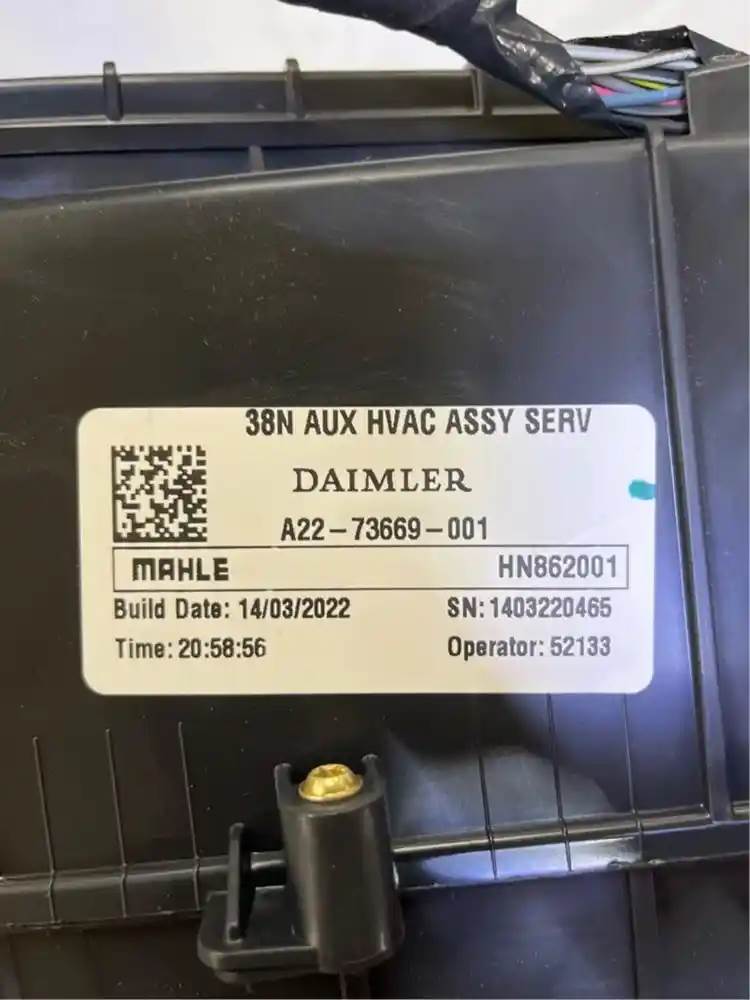 38N AUX HVAC ASSY SERV
DAIMLER
A22-73669-001
MAHLE HN862001
Build Date: 14/03/2022 SN: 1403220465
Time: 20:58:56 Operator: 52133